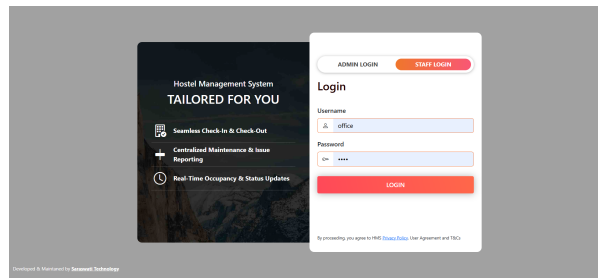 Hostel Management System
TAILORED FOR YOU
Seamless Check-In & Check-Out
Centralized Maintenance & Issue
Reporting
Real-Time Occupancy & Status Updates
ADMIN LOGIN
STAFF LOGIN
Login
Username
office
Password
••••
LOGIN
By proceeding, you agree to HMS Privacy Policy, User Agreement and T&Cs
Developed & Maintained by Saraswati Technology